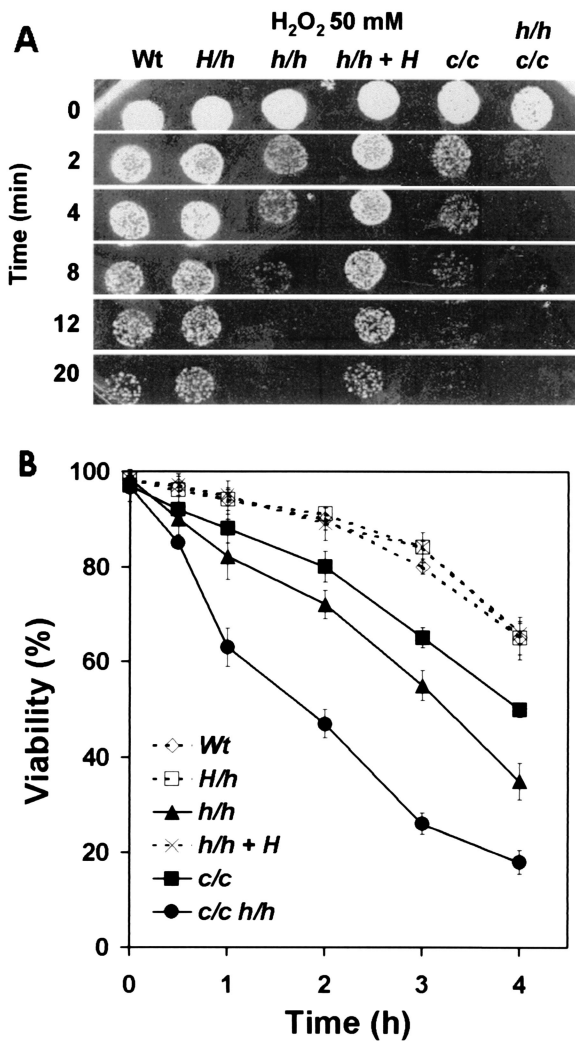 A
H2O2 50 mM
Wt H/h h/h h/h + H c/c h/h c/c
0
2
4
8
12
20
Time (min)
B
100
80
60
40
20
0
Viability (%)
Wt
H/h
h/h
h/h + H
c/c
c/c h/h
0 1 2 3 4
Time (h)